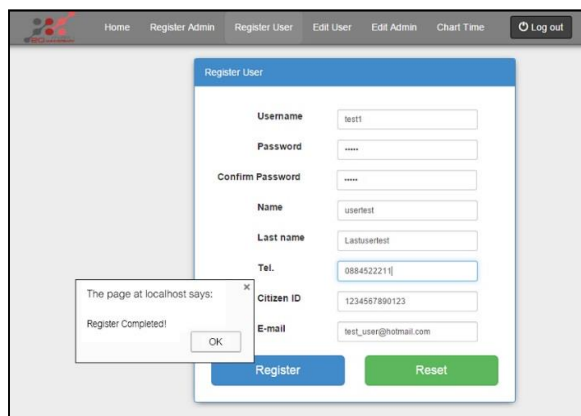 Home Register Admin Register User Edit User Edit Admin Chart Time Log out
Register User
Username test1
Password •••••
Confirm Password •••••
Name usertest
Last name Lastusertest
Tel. 0884522211
Citizen ID 1234567890123
E-mail test_user@hotmail.com
The page at localhost says: ×
Register Completed!
OK
Register Reset